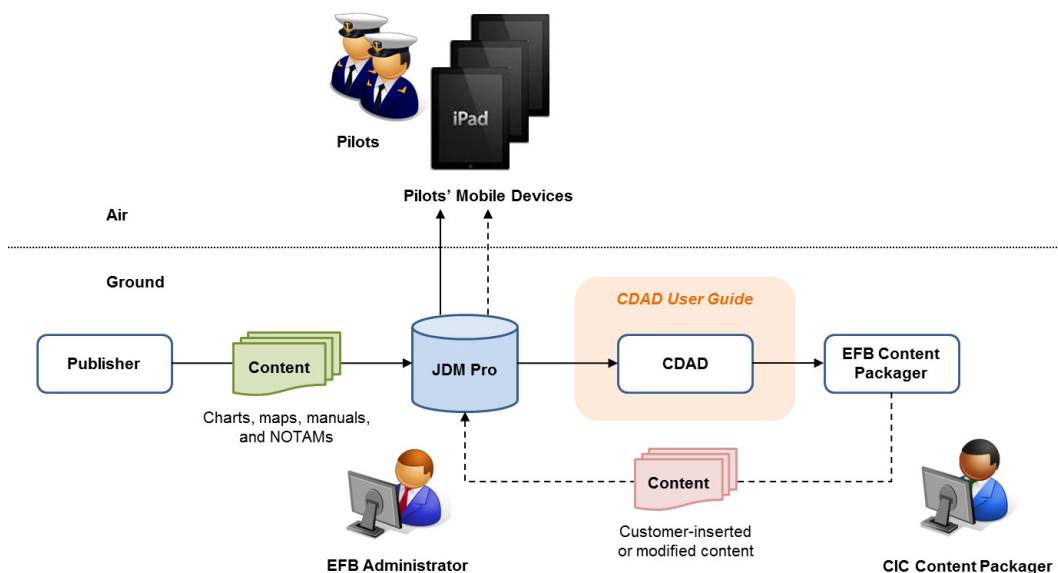 iPad
Pilots
Pilots’ Mobile Devices
Air
Ground
CDAD User Guide
Publisher
Content
JDM Pro
CDAD
EFB Content
Packager
Charts, maps, manuals,
and NOTAMs
Content
Customer-inserted
or modified content
EFB Administrator
CIC Content Packager